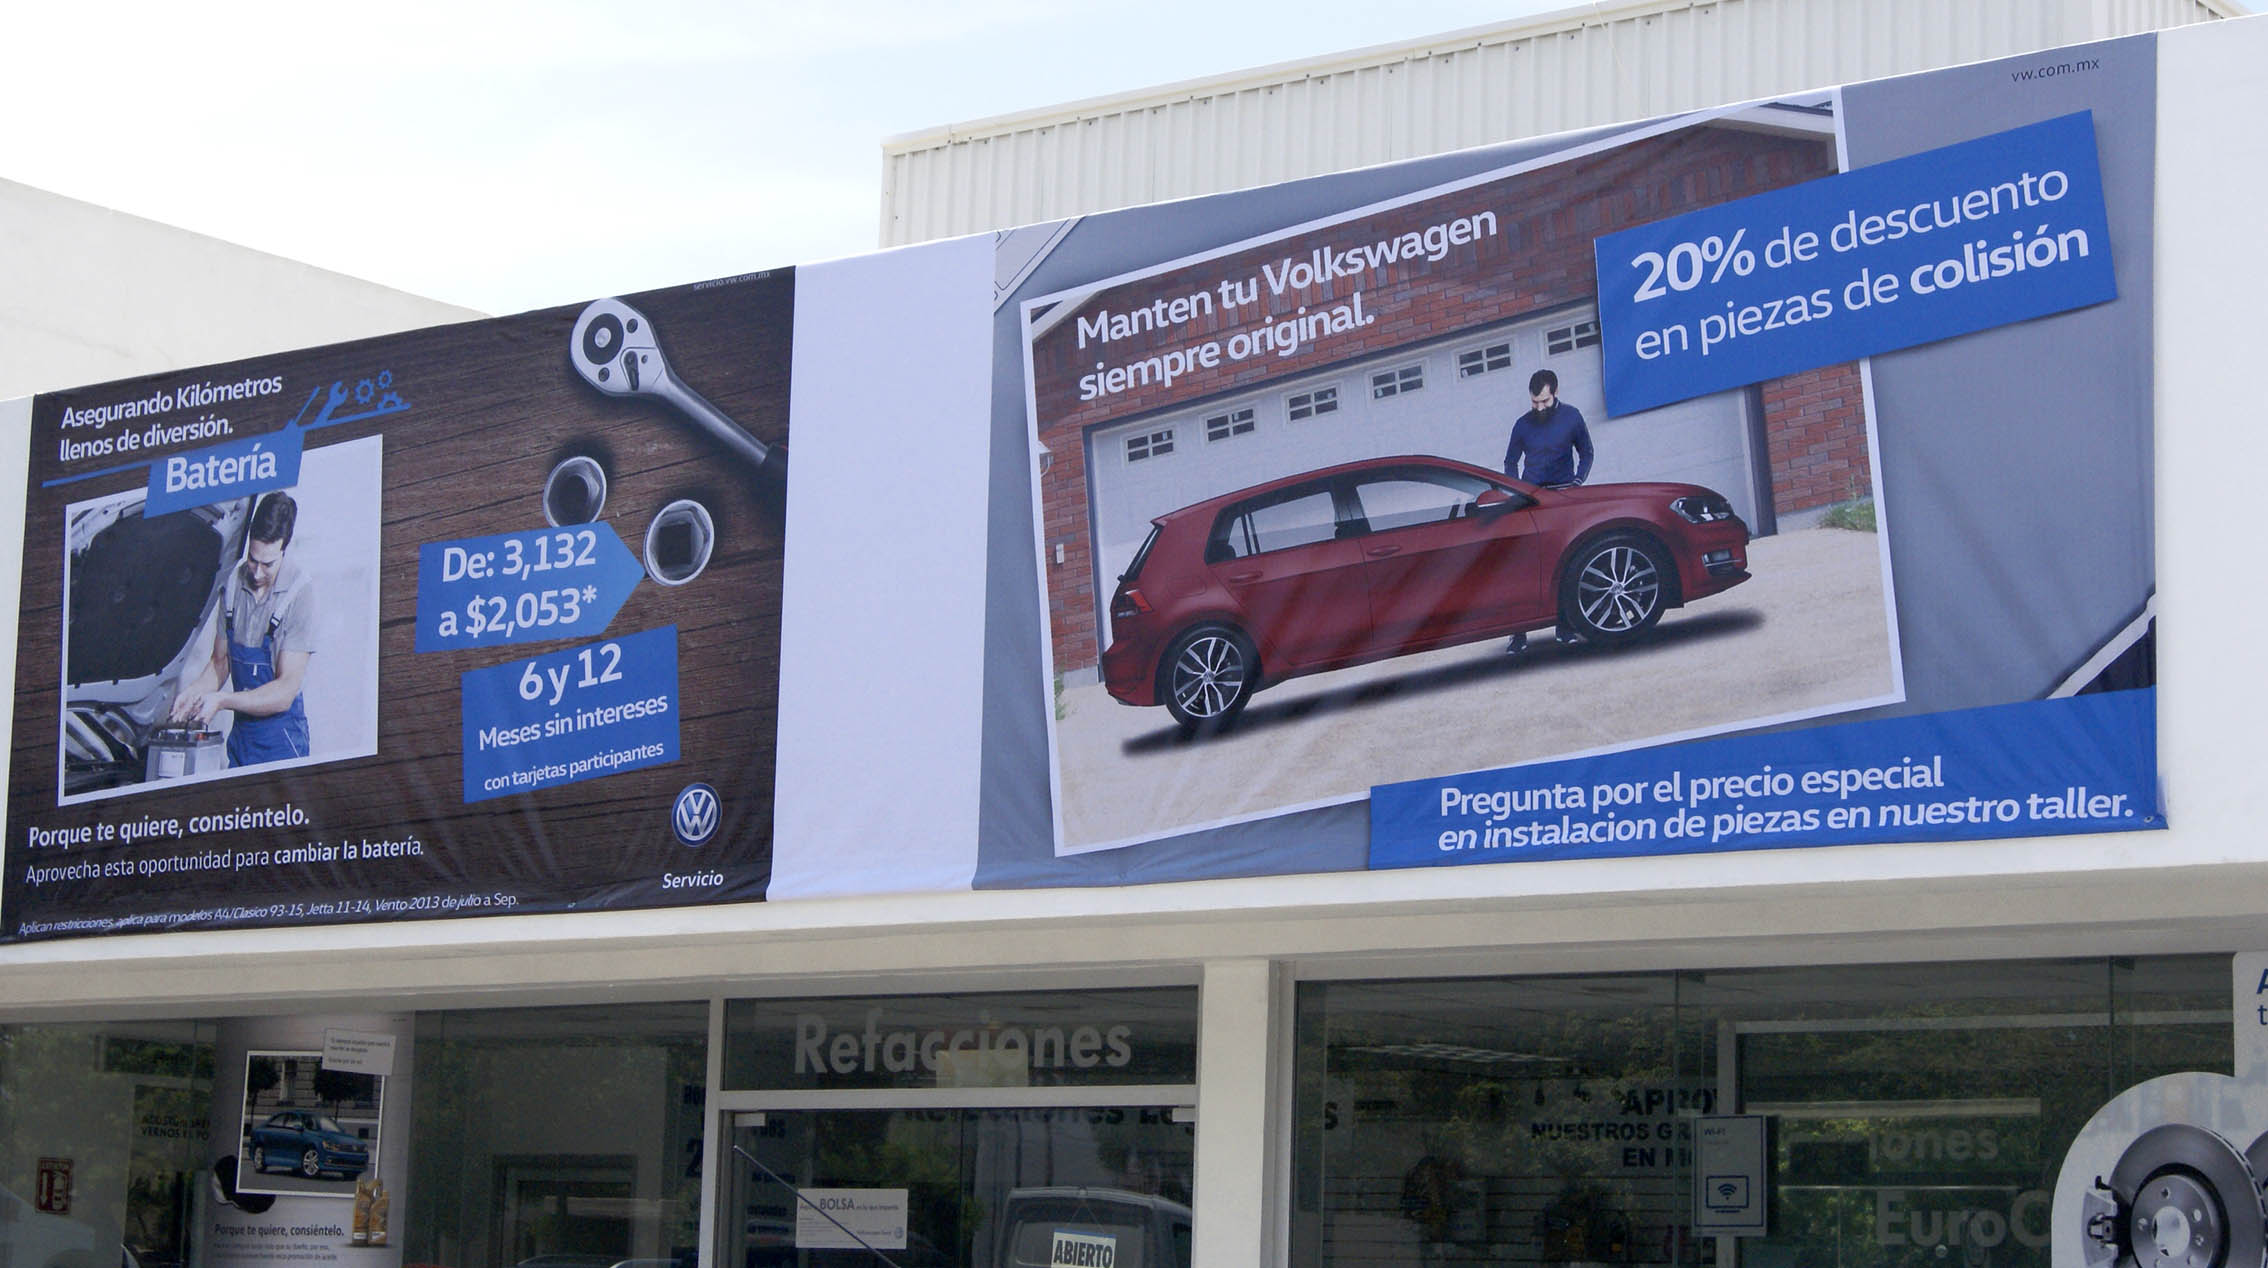 servicio.vw.com.mx
Asegurando Kilómetros
llenos de diversión.
Batería
De: 3,132
a $2,053*
6 y 12
Meses sin intereses
con tarjetas participantes
Porque te quiere, consiéntelo.
Aprovecha esta oportunidad para cambiar la batería.
Servicio
Aplican restricciones, aplica para modelos A4/Clasico 93-15, Jetta 11-14, Vento 2013 de julio a Sep.
vw.com.mx
Manten tu Volkswagen
siempre original.
20% de descuento
en piezas de colisión
Pregunta por el precio especial
en instalacion de piezas en nuestro taller.
Refacciones
Porque te quiere, consiéntelo.
BOLSA
ABIERTO
NUESTROS
WI-FI